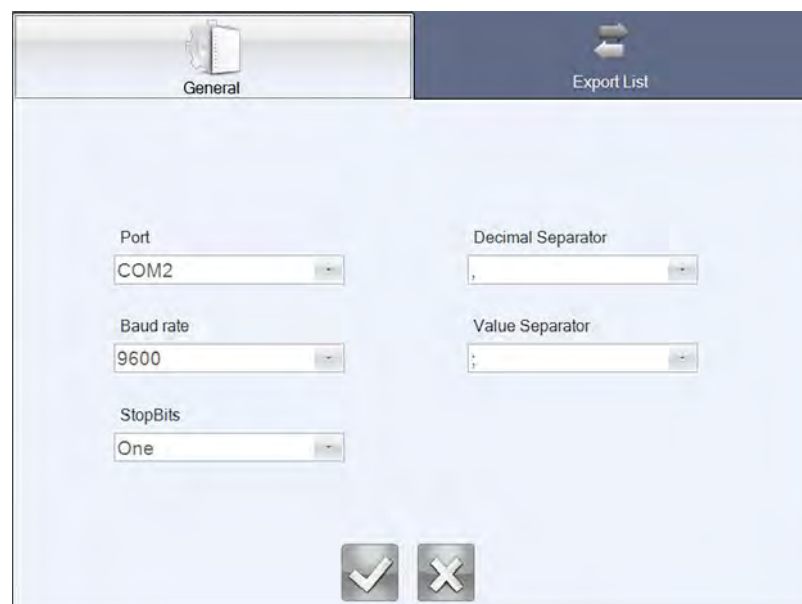 General
Export List
Port
COM2
Decimal Separator
,
Baud rate
9600
Value Separator
;
StopBits
One